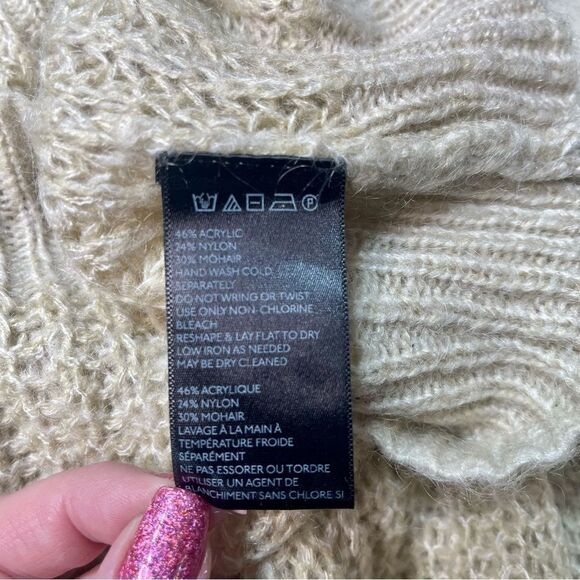 P
46% ACRYLIC
24% NYLON
30% MOHAIR
HAND WASH COLD.
SEPARATELY
DO NOT WRING OR TWIST
USE ONLY NON-CHLORINE
BLEACH
RESHAPE & LAY FLAT TO DRY
LOW IRON AS NEEDED
MAY BE DRY CLEANED
46% ACRYLIQUE
24% NYLON
30% MOHAIR
LAVAGE À LA MAIN À
TEMPÉRATURE FROIDE
SÉPARÉMENT
NE PAS ESSORER OU TORDRE
UTILISER UN AGENT DE
BLANCHIMENT SANS CHLORE SI